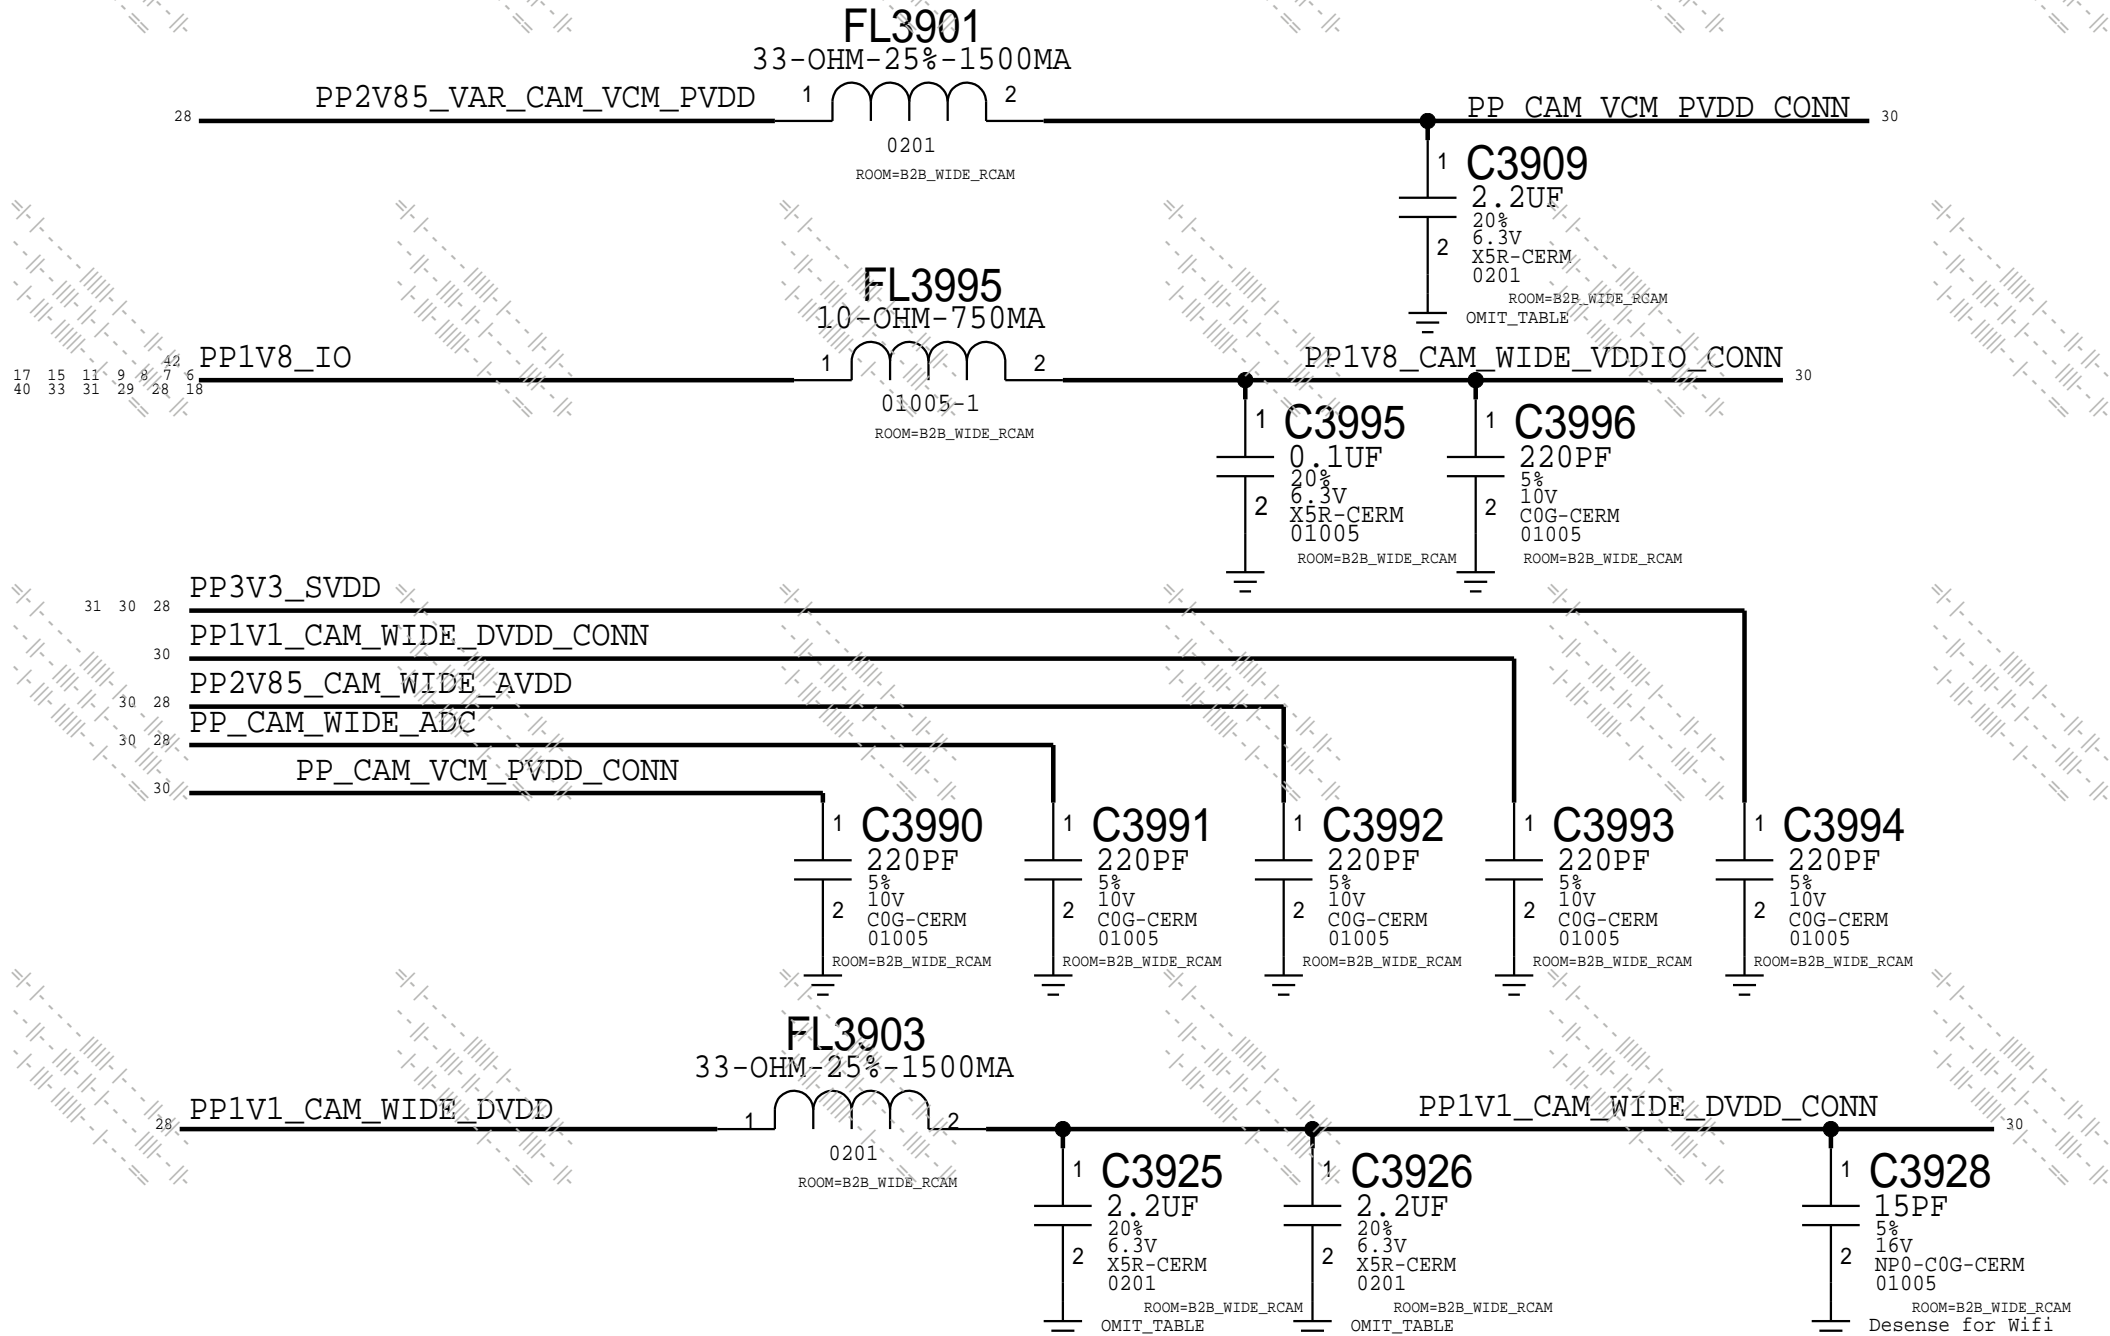 FL3901
33-OHM-25%-1500MA
28 PP2V85_VAR_CAM_VCM_PVDD 1 2 PP_CAM_VCM_PVDD_CONN 30
0201
ROOM=B2B_WIDE_RCAM
1 C3909
2.2UF
20%
6.3V
2 X5R-CERM
0201
ROOM=B2B_WIDE_RCAM
OMIT_TABLE
FL3995
10-OHM-750MA
42 PP1V8_IO 1 2 PP1V8_CAM_WIDE_VDDIO_CONN 30
17 15 11 9 8 7 6
40 33 31 29 28 18
01005-1
ROOM=B2B_WIDE_RCAM
1 C3995 1 C3996
0.1UF 220PF
20% 5%
6.3V 10V
2 X5R-CERM 2 C0G-CERM
01005 01005
ROOM=B2B_WIDE_RCAM ROOM=B2B_WIDE_RCAM
PP3V3_SVDD
31 30 28
PP1V1_CAM_WIDE_DVDD_CONN
30
PP2V85_CAM_WIDE_AVDD
30 28
PP_CAM_WIDE_ADC
30 28
PP_CAM_VCM_PVDD_CONN
30
1 C3990 1 C3991 1 C3992 1 C3993 1 C3994
220PF 220PF 220PF 220PF 220PF
5% 5% 5% 5% 5%
10V 10V 10V 10V 10V
2 C0G-CERM 2 C0G-CERM 2 C0G-CERM 2 C0G-CERM 2 C0G-CERM
01005 01005 01005 01005 01005
ROOM=B2B_WIDE_RCAM ROOM=B2B_WIDE_RCAM ROOM=B2B_WIDE_RCAM ROOM=B2B_WIDE_RCAM ROOM=B2B_WIDE_RCAM
FL3903
33-OHM-25%-1500MA
28 PP1V1_CAM_WIDE_DVDD 1 2 PP1V1_CAM_WIDE_DVDD_CONN 30
0201
ROOM=B2B_WIDE_RCAM
1 C3925 1 C3926 1 C3928
2.2UF 2.2UF 15PF
20% 20% 5%
6.3V 6.3V 16V
2 X5R-CERM 2 X5R-CERM 2 NP0-C0G-CERM
0201 0201 01005
ROOM=B2B_WIDE_RCAM ROOM=B2B_WIDE_RCAM ROOM=B2B_WIDE_RCAM
OMIT_TABLE OMIT_TABLE Desense for Wifi